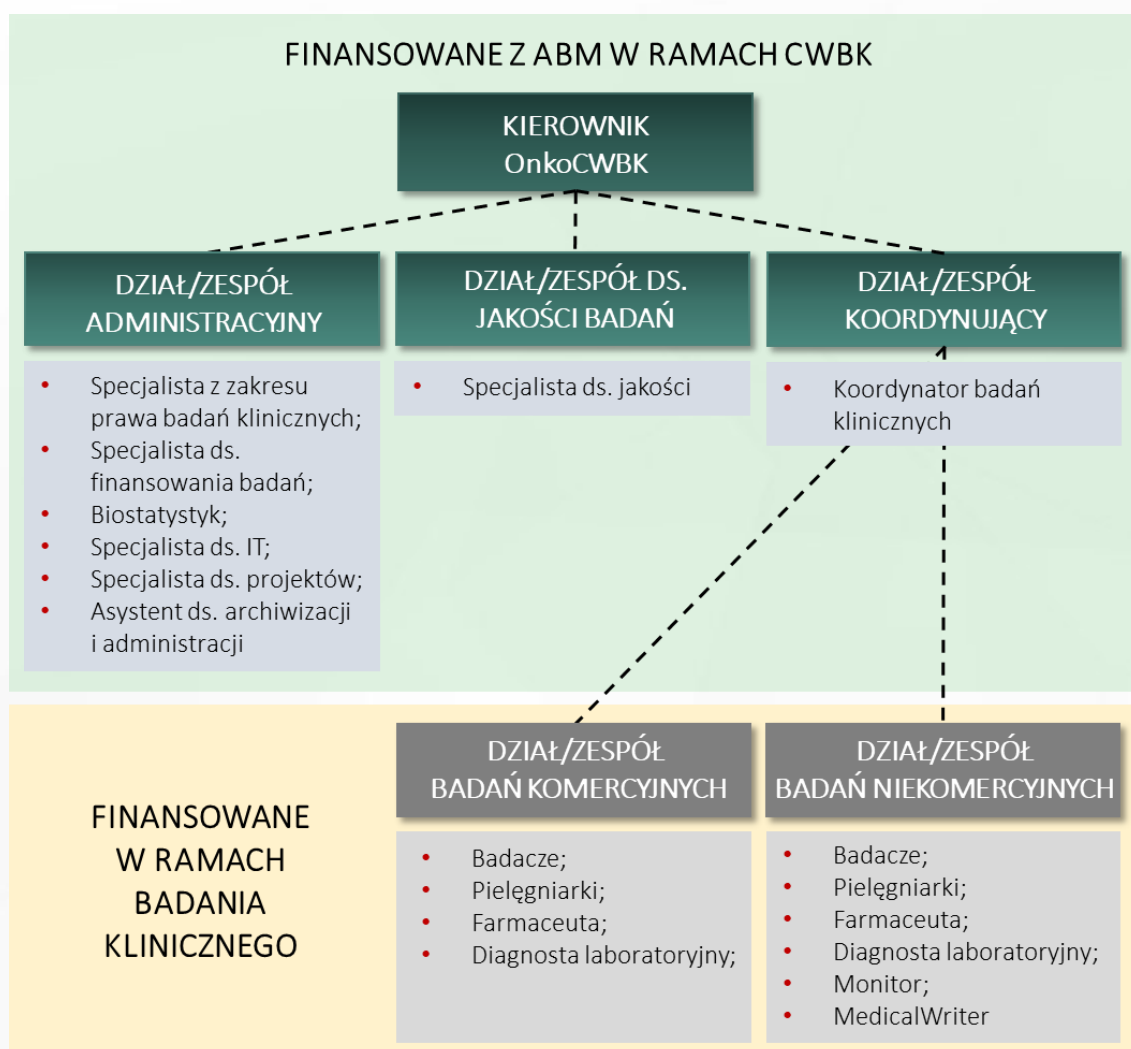 FINANSOWANE Z ABM W RAMACH CWBK
KIEROWNIK
OnkoCWBK
DZIAŁ/ZESPÓŁ
ADMINISTRACYJNY
• Specjalista z zakresu
prawa badań klinicznych;
• Specjalista ds.
finansowania badań;
• Biostatystyk;
• Specjalista ds. IT;
• Specjalista ds. projektów;
• Asystent ds. archiwizacji
i administracji
DZIAŁ/ZESPÓŁ DS.
JAKOŚCI BADAŃ
• Specjalista ds. jakości
DZIAŁ/ZESPÓŁ
KOORDYNUJĄCY
• Koordynator badań
klinicznych
FINANSOWANE
W RAMACH
BADANIA
KLINICZNEGO
DZIAŁ/ZESPÓŁ
BADAŃ KOMERCYJNYCH
• Badacze;
• Pielęgniarki;
• Farmaceuta;
• Diagnosta laboratoryjny;
DZIAŁ/ZESPÓŁ
BADAŃ NIEKOMERCYJNYCH
• Badacze;
• Pielęgniarki;
• Farmaceuta;
• Diagnosta laboratoryjny;
• Monitor;
• MedicalWriter